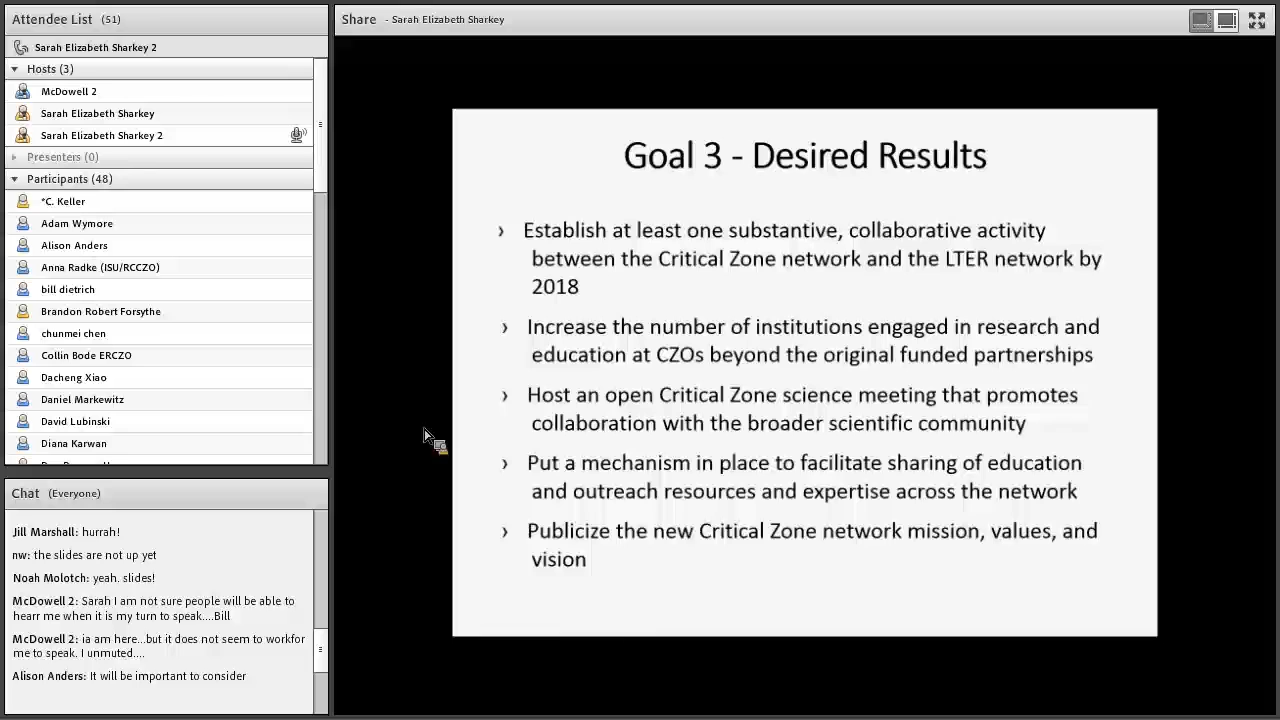 Attendee List (51)
Sarah Elizabeth Sharkey 2
Hosts (3)
McDowell 2
Sarah Elizabeth Sharkey
Sarah Elizabeth Sharkey 2
Presenters (0)
Participants (48)
*C. Keller
Adam Wymore
Alison Anders
Anna Radke (ISU/RCCZO)
bill dietrich
Brandon Robert Forsythe
chunmei chen
Collin Bode ERCZO
Dacheng Xiao
Daniel Markewitz
David Lubinski
Diana Karwan
Chat (Everyone)
Jill Marshall: hurrah!
nw: the slides are not up yet
Noah Molotch: yeah. slides!
McDowell 2: Sarah I am not sure people will be able to
hearr me when it is my turn to speak....Bill
McDowell 2: ia am here...but it does not seem to workfor
me to speak. I unmuted....
Alison Anders: It will be important to consider
Share - Sarah Elizabeth Sharkey
Goal 3 - Desired Results
› Establish at least one substantive, collaborative activity
between the Critical Zone network and the LTER network by
2018
› Increase the number of institutions engaged in research and
education at CZOs beyond the original funded partnerships
› Host an open Critical Zone science meeting that promotes
collaboration with the broader scientific community
› Put a mechanism in place to facilitate sharing of education
and outreach resources and expertise across the network
› Publicize the new Critical Zone network mission, values, and
vision